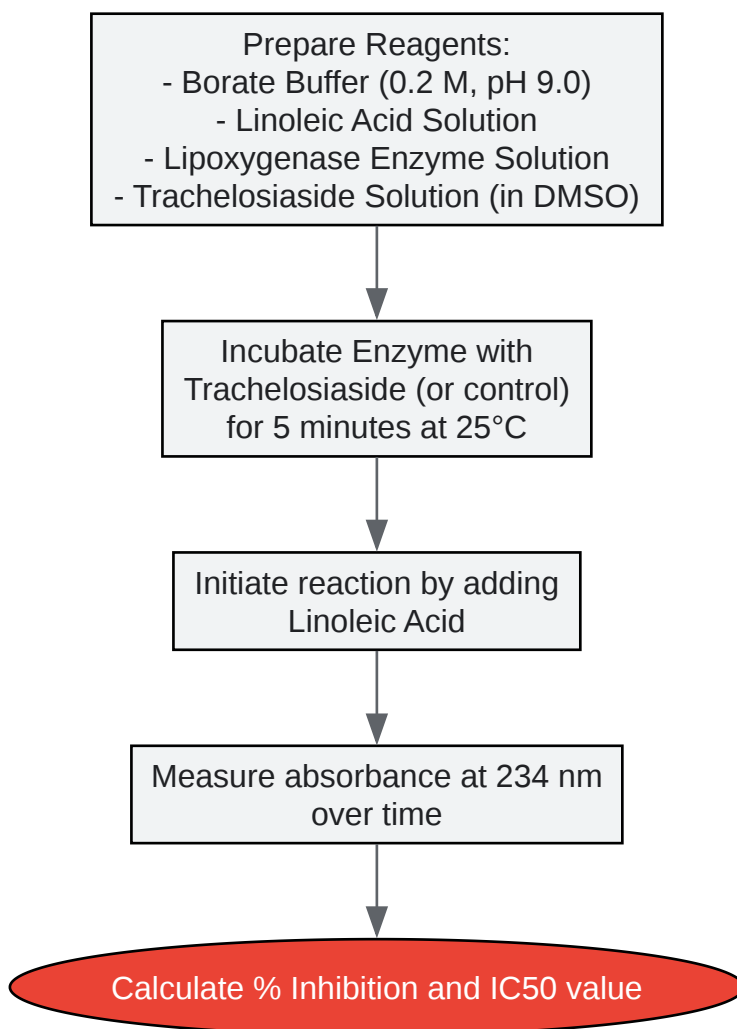 Prepare Reagents:
- Borate Buffer (0.2 M, pH 9.0)
- Linoleic Acid Solution
- Lipoxygenase Enzyme Solution
- Trachelosiaside Solution (in DMSO)
Incubate Enzyme with
Trachelosiaside (or control)
for 5 minutes at 25°C
Initiate reaction by adding
Linoleic Acid
Measure absorbance at 234 nm
over time
Calculate % Inhibition and IC50 value